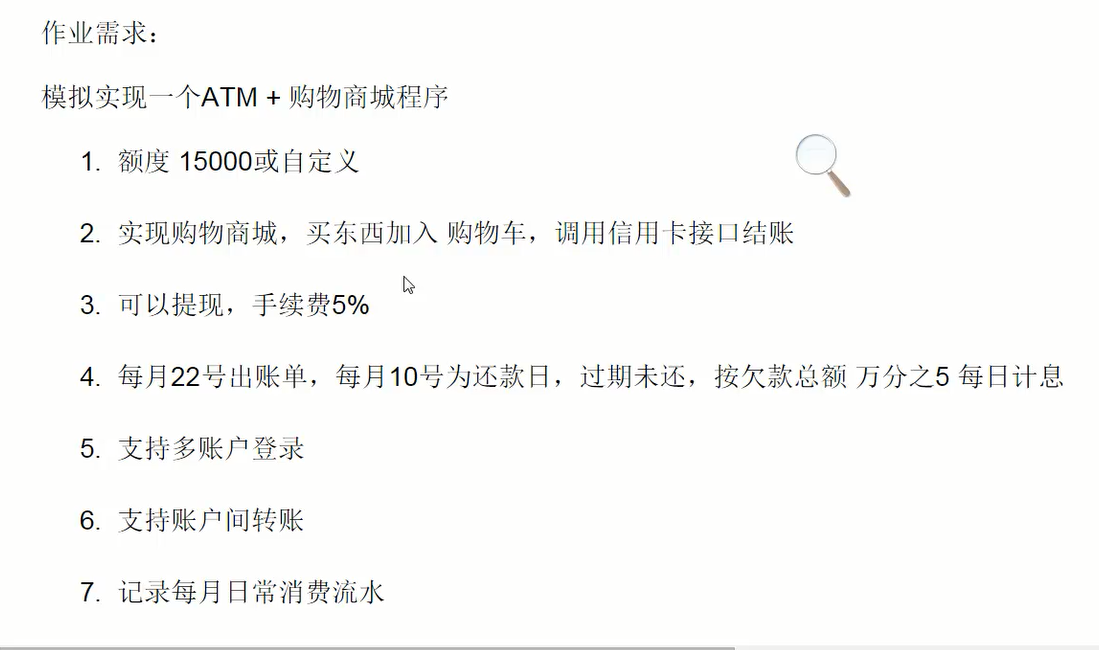 作业需求：
模拟实现一个ATM + 购物商城程序
1. 额度 15000或自定义
2. 实现购物商城，买东西加入 购物车，调用信用卡接口结账
3. 可以提现，手续费5%
4. 每月22号出账单，每月10号为还款日，过期未还，按欠款总额 万分之5 每日计息
5. 支持多账户登录
6. 支持账户间转账
7. 记录每月日常消费流水